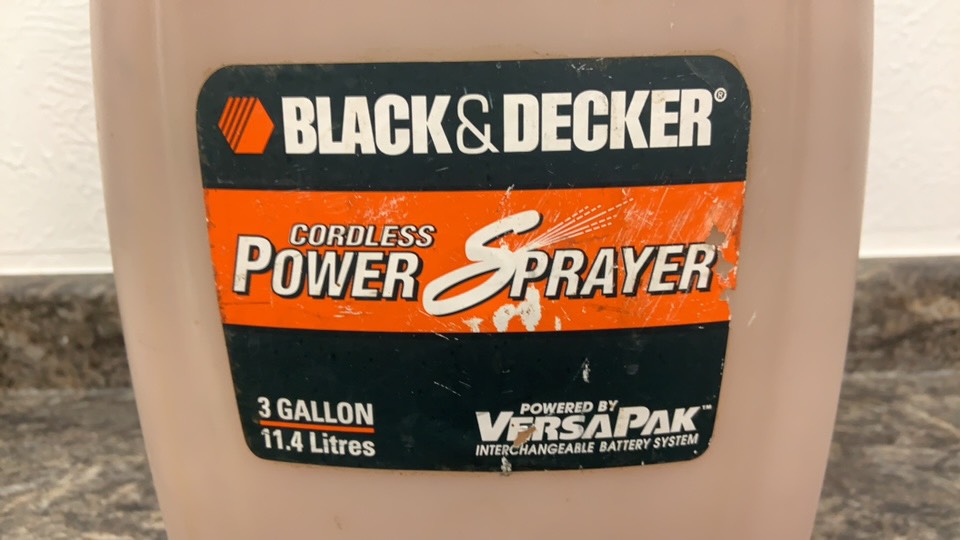 BLACK&DECKER®
CORDLESS
POWER SPRAYER
3 GALLON
11.4 Litres
POWERED BY
VERSAPAK™
INTERCHANGEABLE BATTERY SYSTEM